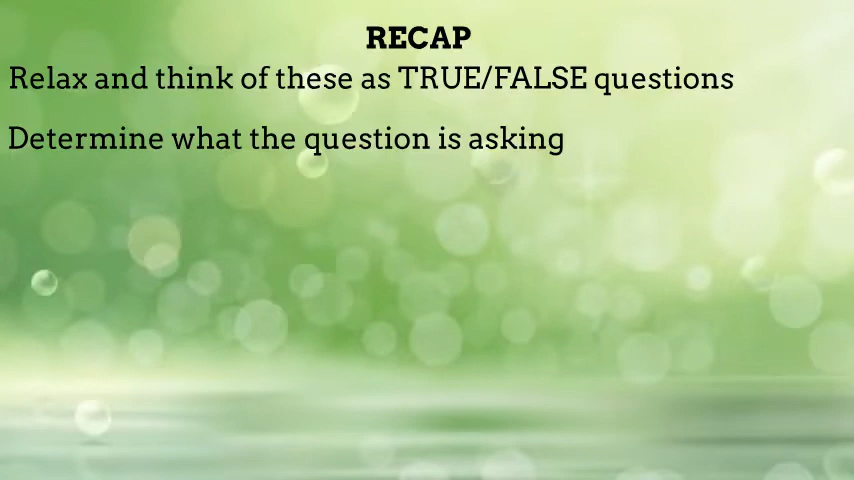 RECAP
Relax and think of these as TRUE/FALSE questions
Determine what the question is asking